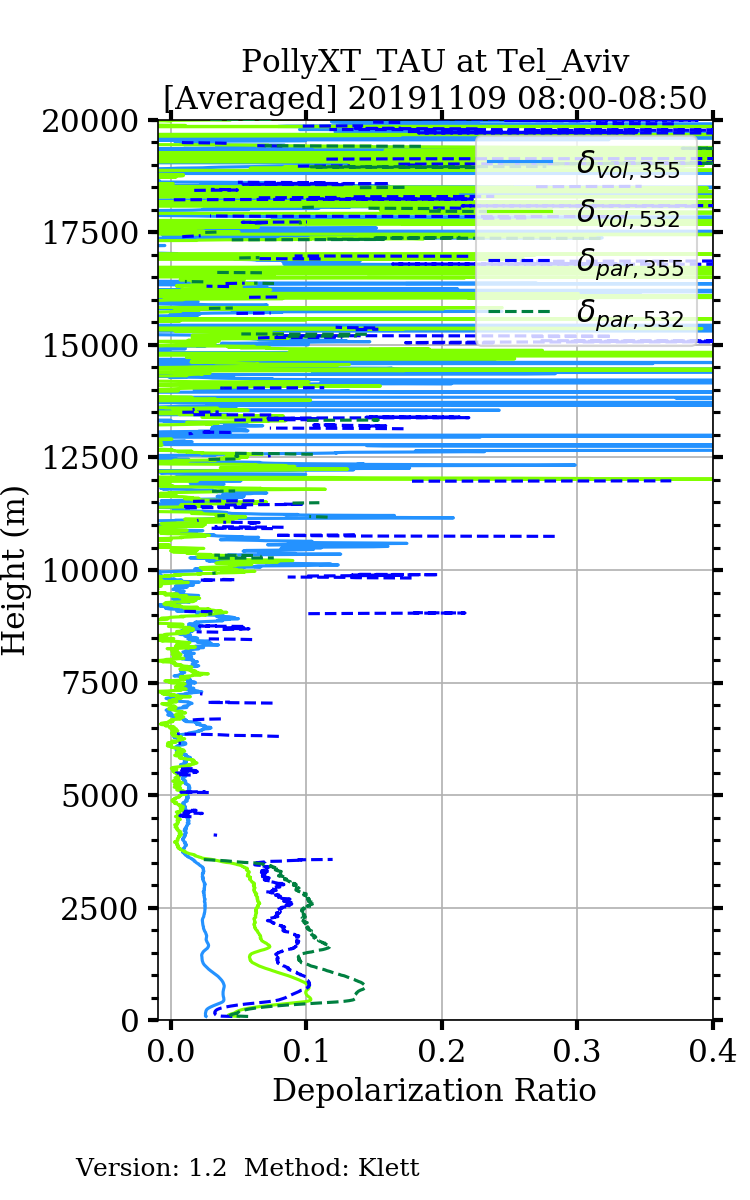 PollyXT_TAU at Tel_Aviv
[Averaged] 20191109 08:00-08:50
20000
17500
15000
12500
10000
7500
5000
2500
0
Height (m)
δvol, 355
δvol, 532
δpar, 355
δpar, 532
0.0 0.1 0.2 0.3 0.4
Depolarization Ratio
Version: 1.2 Method: Klett